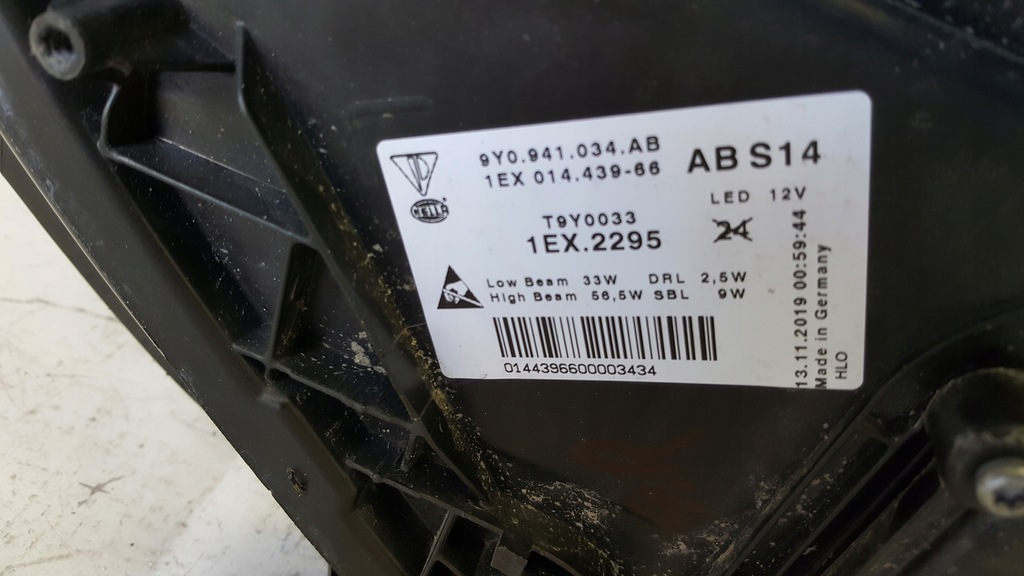 9Y0.941.034.AB
1EX 014.439-66
AB S14
HELLA
LED 12V
T9Y0033
1EX.2295
24
Low Beam 33W DRL 2,5W
High Beam 56,5W SBL 9W
0144396600003434
13.11.2019 00:59:44
Made in Germany
HLO